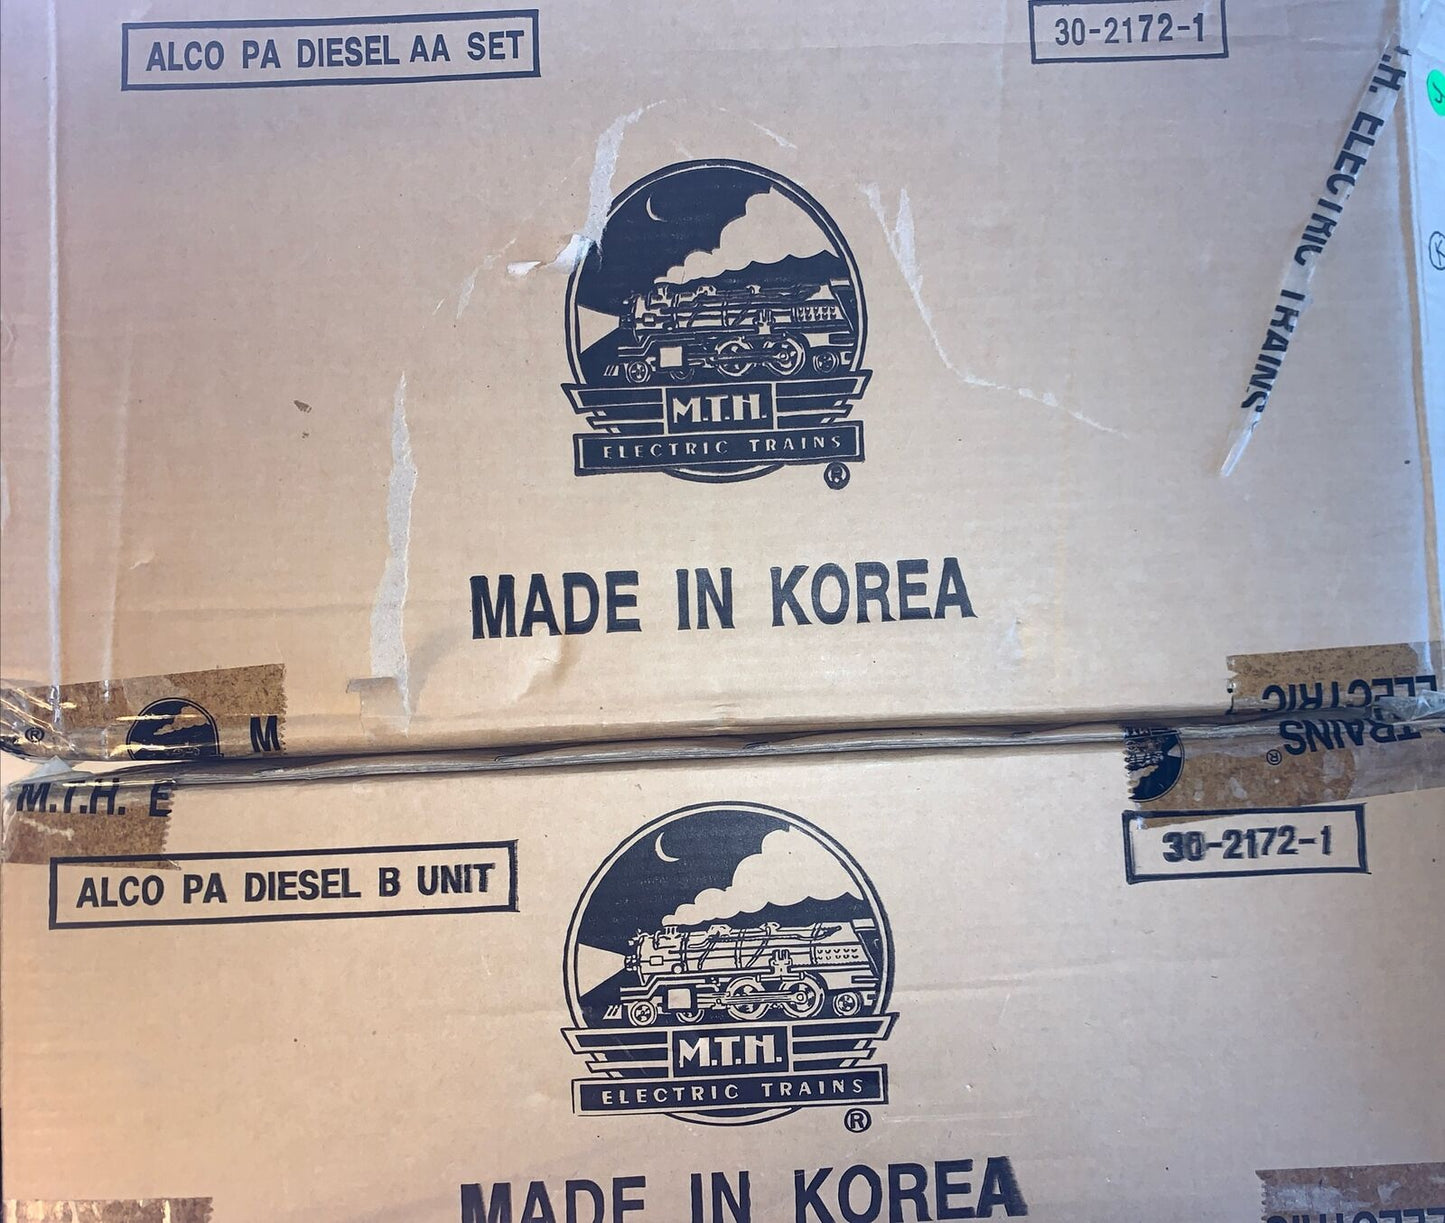 ALCO PA DIESEL AA SET
30-2172-1
.H. ELECTRIC TRAINS
M.T.H.
ELECTRIC TRAINS
®
MADE IN KOREA
®
M
ELECTRIC
ELECTRIC
TRAINS
®
M.T.H. E
ALCO PA DIESEL B UNIT
30-2172-1
M.T.H.
ELECTRIC TRAINS
®
MADE IN KOREA